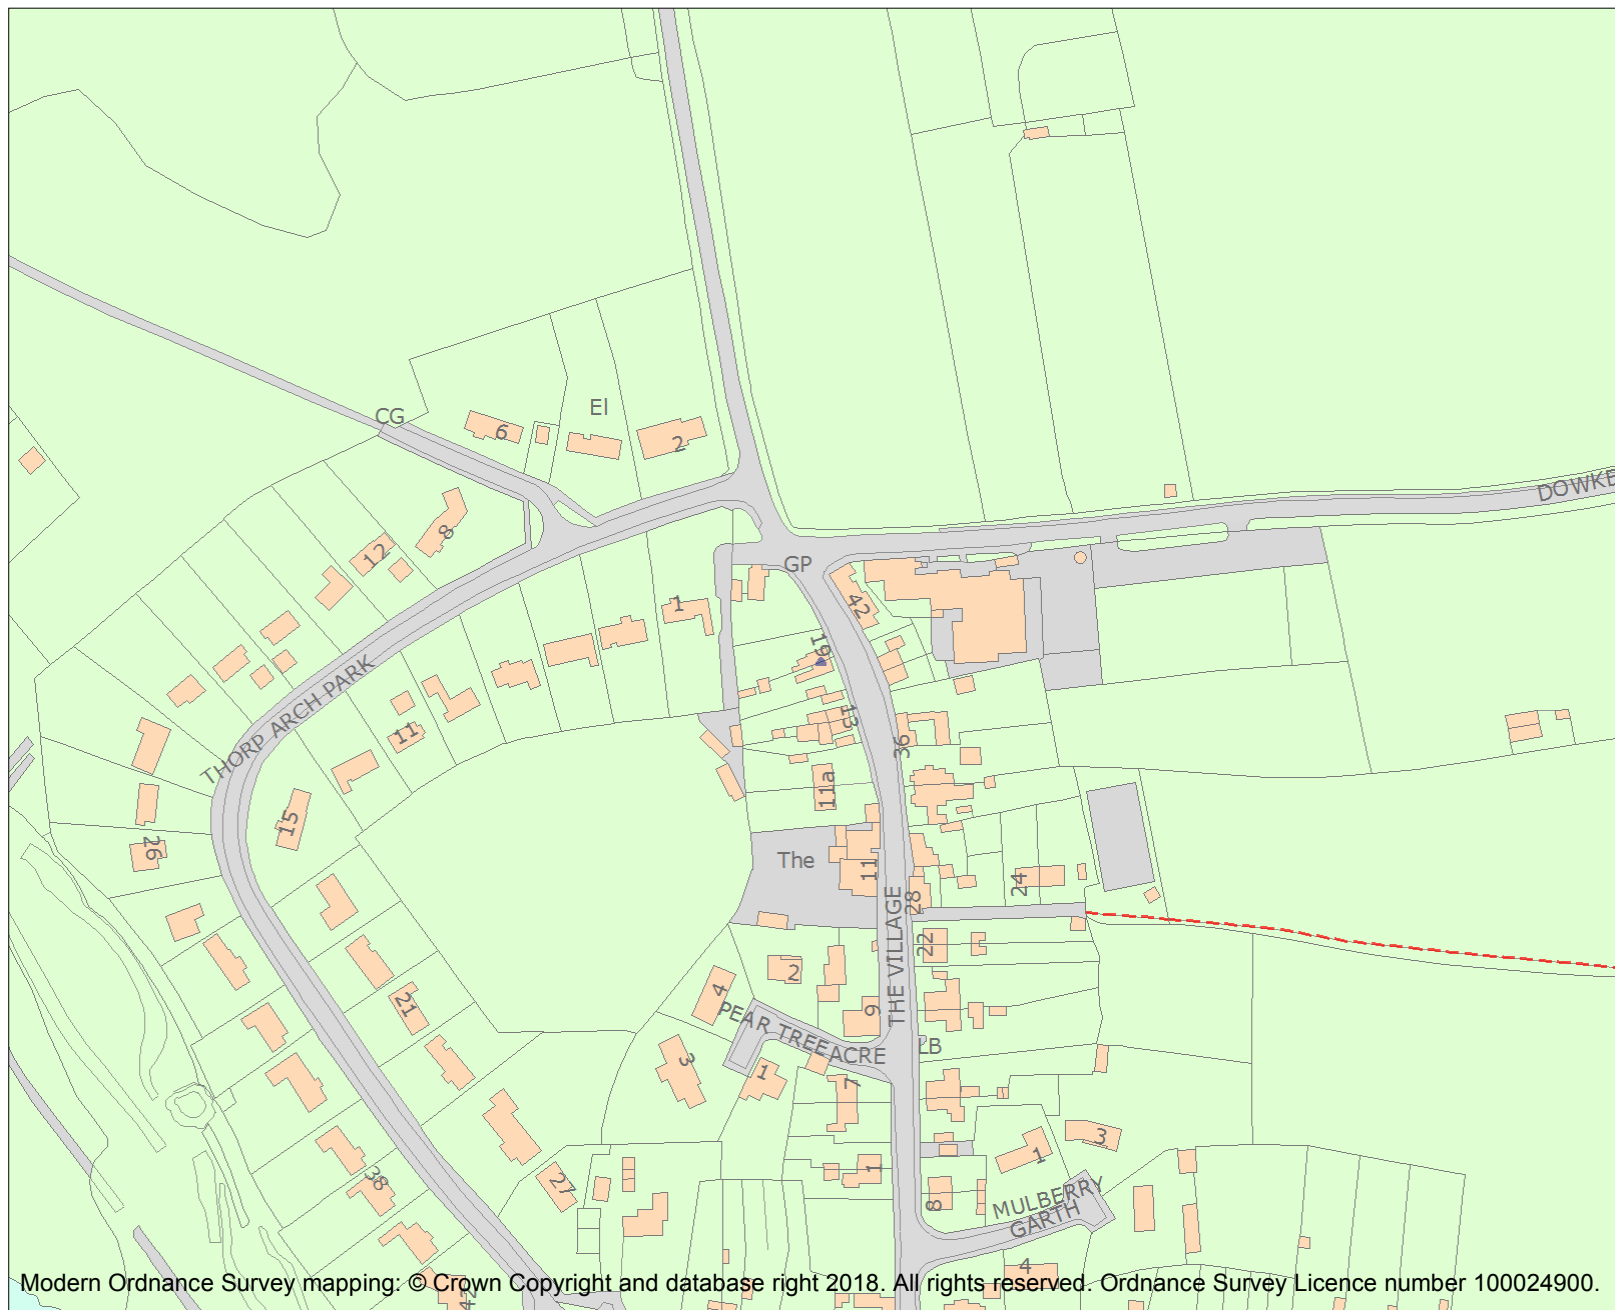 CG
El
6
2
8
12
DOWKE
GP
42
1
19
THORP ARCH PARK
11
13
36
11a
15
26
The
11
24
28
THE VILLAGE
22
2
4
21
9
PEAR TREE ACRE
LB
3
1
7
3
1
1
38
27
8
MULBERRY
GARTH
4
42
Modern Ordnance Survey mapping: © Crown Copyright and database right 2018. All rights reserved. Ordnance Survey Licence number 100024900.